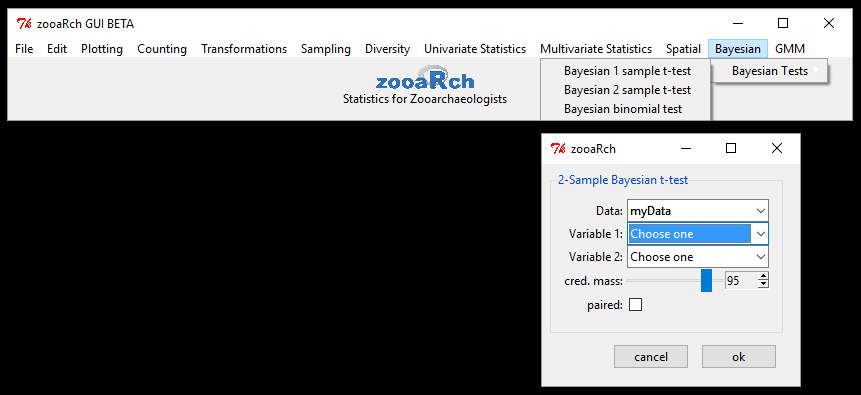 zooaRch GUI BETA
File Edit Plotting Counting Transformations Sampling Diversity Univariate Statistics Multivariate Statistics Spatial Bayesian GMM
zooaRch
Statistics for Zooarchaeologists
Bayesian 1 sample t-test
Bayesian 2 sample t-test
Bayesian binomial test
Bayesian Tests
zooaRch
2-Sample Bayesian t-test
Data: myData
Variable 1: Choose one
Variable 2: Choose one
cred. mass: 95
paired:
cancel ok